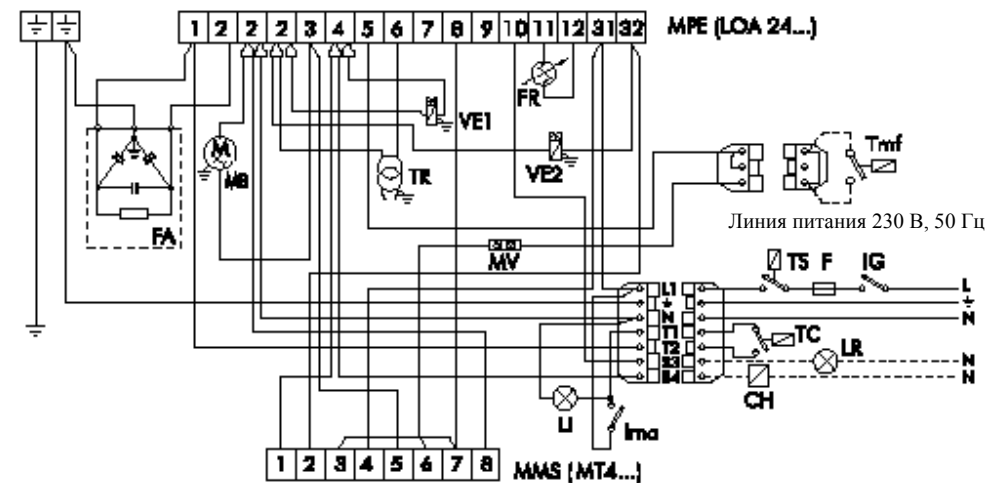 1 2 2 2 3 4 5 6 7 8 9 10 11 12 31 32 MPE (LOA 24...)
FR
VE1
Tmf
M
MB
TR
VE2
Линия питания 230 В, 50 Гц
FA
MV
TS F IG
L1 L
N N
T1
T2 TC
S3 LR N
B4 N
CH
LI
Ima
1 2 3 4 5 6 7 8 MMS (MT4...)